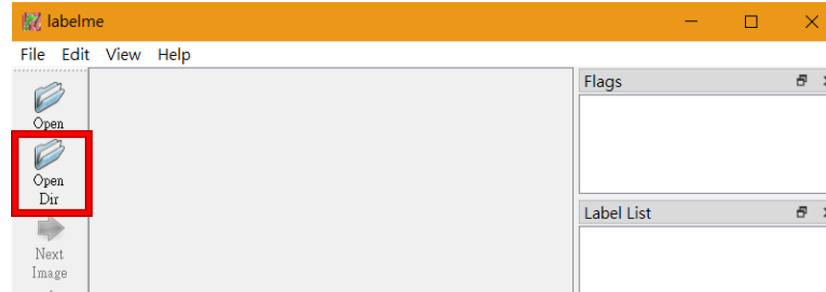 labelme
File Edit View Help
Open
Open
Dir
Next
Image
Flags
Label List